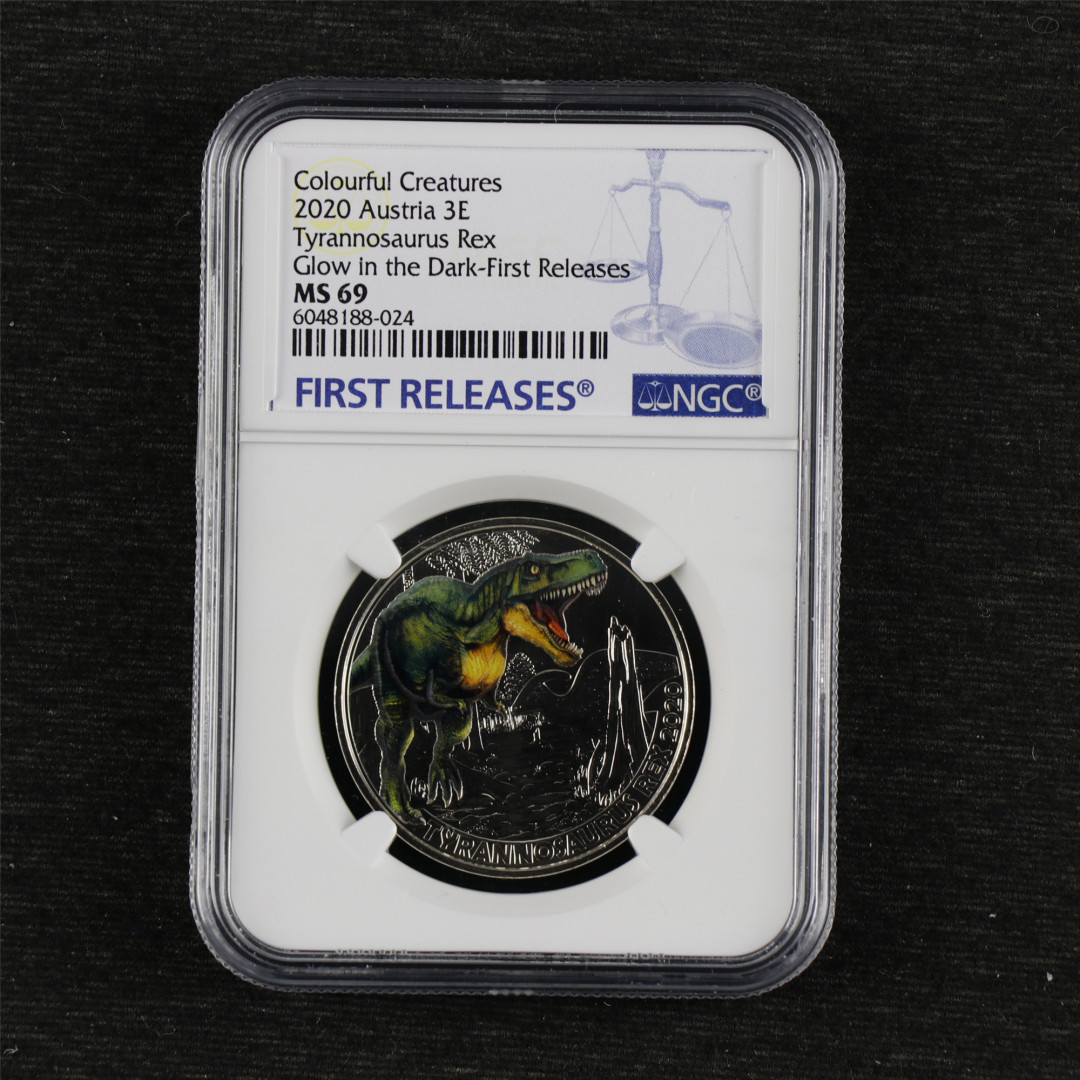 Colourful Creatures
2020 Austria 3E
Tyrannosaurus Rex
Glow in the Dark-First Releases
MS 69
6048188-024
FIRST RELEASES®
NGC®
TYRANNOSAURUS REX 2020